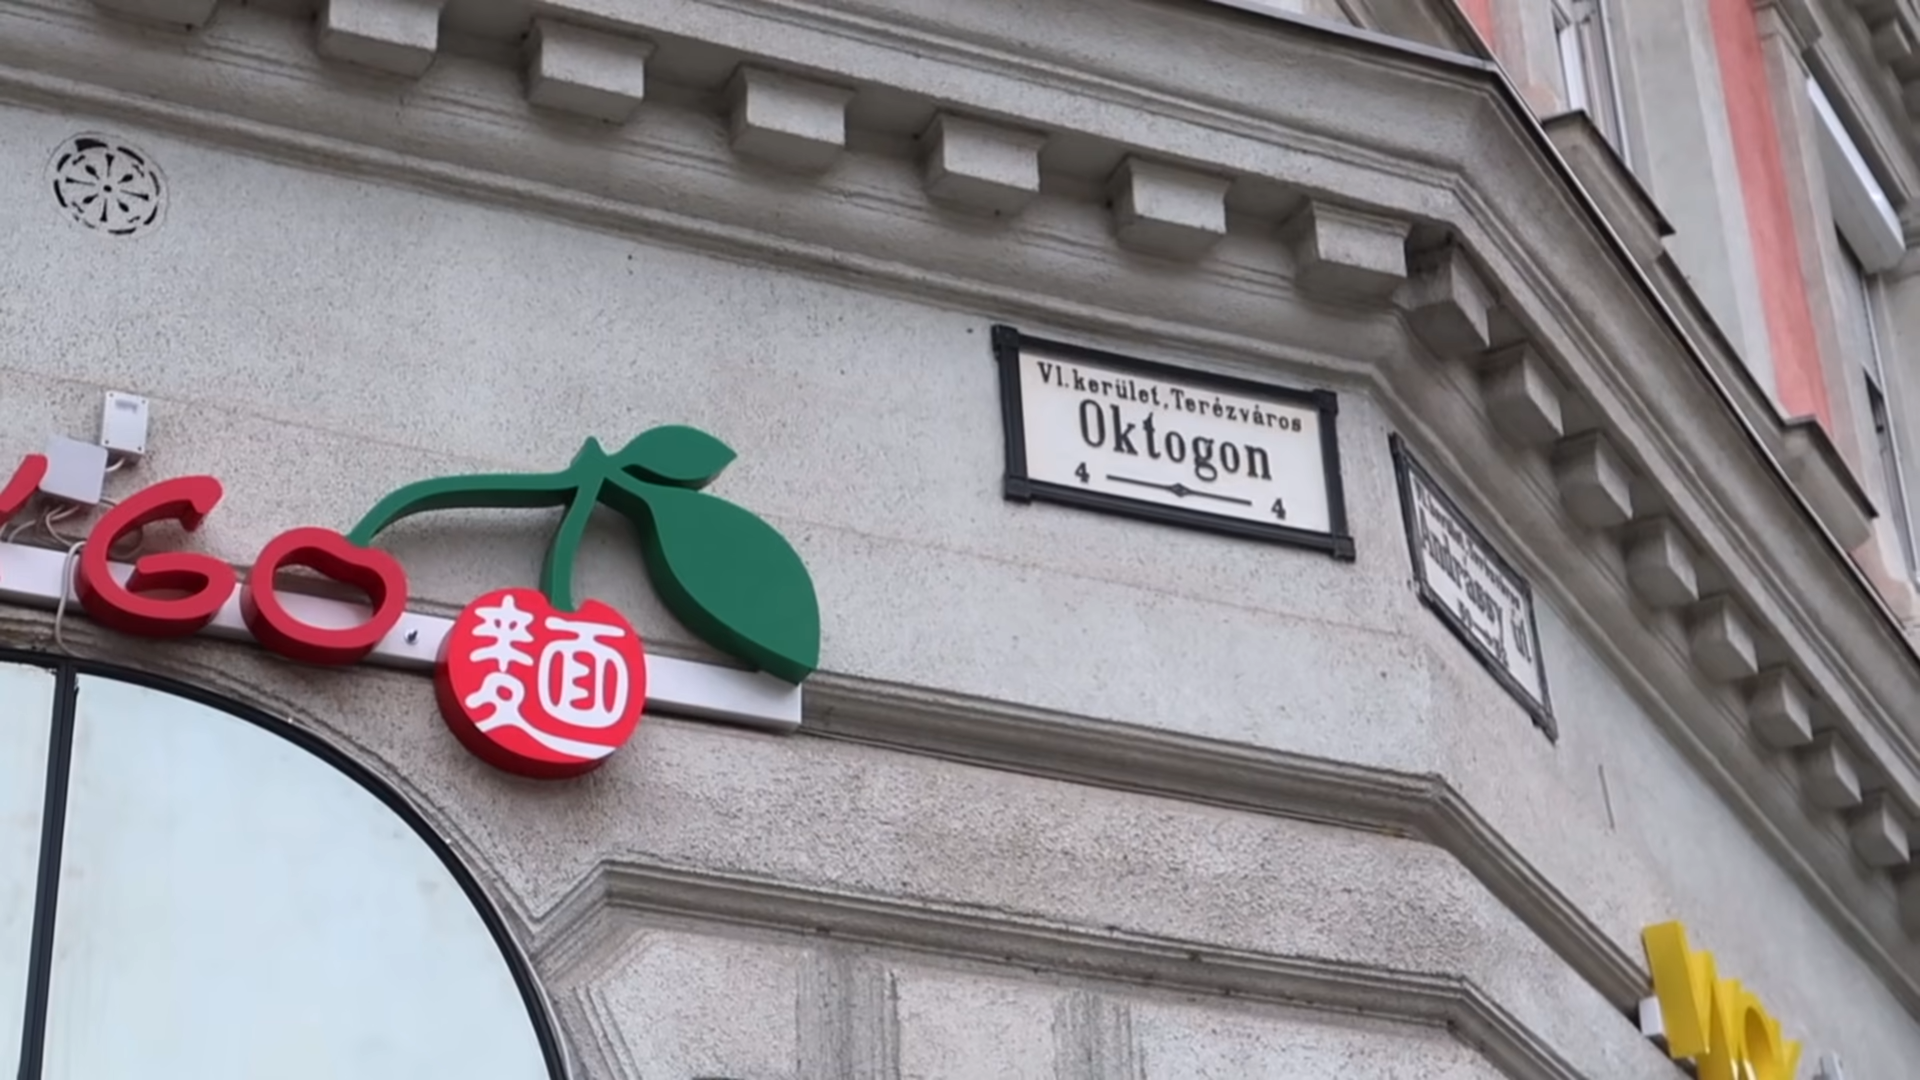 GO
麵
VI. kerület, Terézváros
Oktogon
4 4
Andrássy út